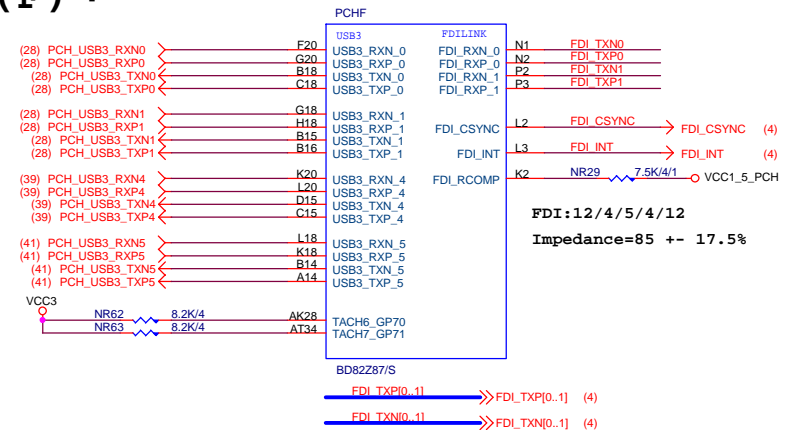 (P) .
PCHF
USB3 FDILINK
(28) PCH_USB3_RXN0 F20 USB3_RXN_0 FDI_RXN_0 N1 FDI_TXN0
(28) PCH_USB3_RXP0 G20 USB3_RXP_0 FDI_RXP_0 N2 FDI_TXP0
(28) PCH_USB3_TXN0 B18 USB3_TXN_0 FDI_RXN_1 P2 FDI_TXN1
(28) PCH_USB3_TXP0 C18 USB3_TXP_0 FDI_RXP_1 P3 FDI_TXP1
(28) PCH_USB3_RXN1 G18 USB3_RXN_1
(28) PCH_USB3_RXP1 H18 USB3_RXP_1 FDI_CSYNC L2 FDI_CSYNC FDI_CSYNC (4)
(28) PCH_USB3_TXN1 B15 USB3_TXN_1
(28) PCH_USB3_TXP1 B16 USB3_TXP_1 FDI_INT L3 FDI_INT FDI_INT (4)
(39) PCH_USB3_RXN4 K20 USB3_RXN_4 FDI_RCOMP K2 NR29 7.5K/4/1 VCC1_5_PCH
(39) PCH_USB3_RXP4 L20 USB3_RXP_4
(39) PCH_USB3_TXN4 D15 USB3_TXN_4
(39) PCH_USB3_TXP4 C15 USB3_TXP_4
FDI:12/4/5/4/12
Impedance=85 +- 17.5%
(41) PCH_USB3_RXN5 L18 USB3_RXN_5
(41) PCH_USB3_RXP5 K18 USB3_RXP_5
(41) PCH_USB3_TXN5 B14 USB3_TXN_5
(41) PCH_USB3_TXP5 A14 USB3_TXP_5
VCC3
NR62 8.2K/4 AK28 TACH6_GP70
NR63 8.2K/4 AT34 TACH7_GP71
BD82Z87/S
FDI_TXP[0..1] FDI_TXP[0..1] (4)
FDI_TXN[0..1] FDI_TXN[0..1] (4)